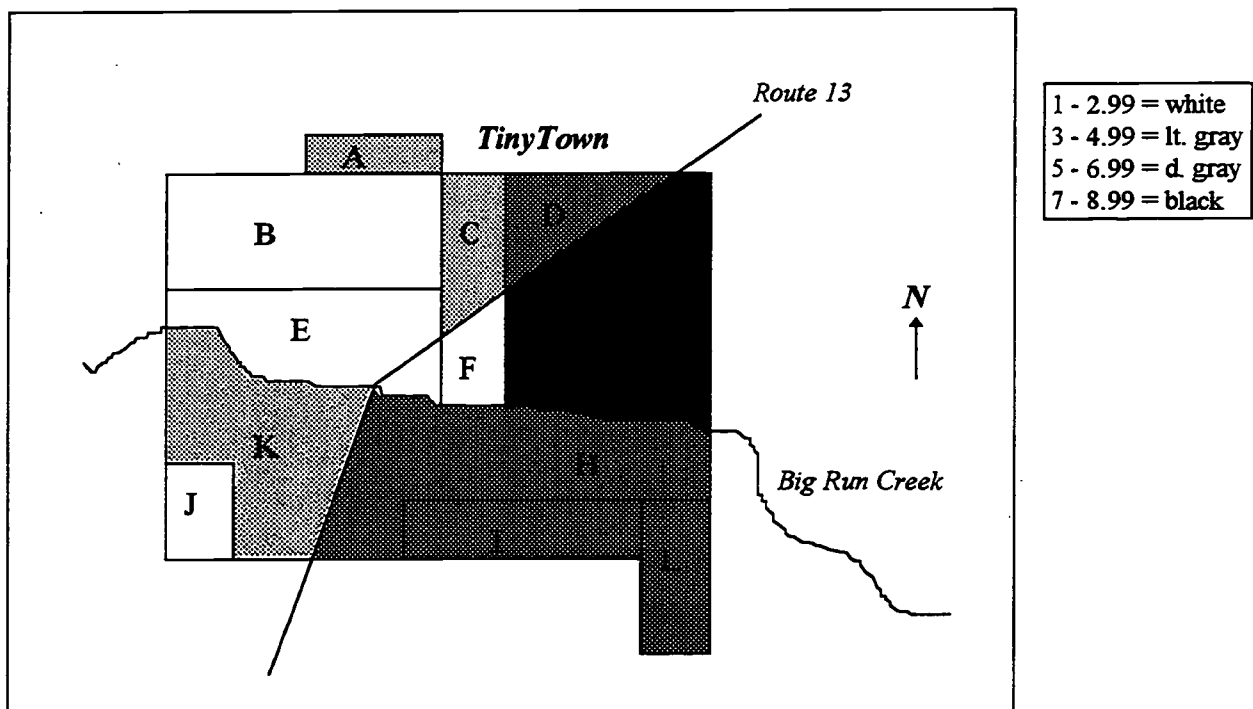 Route 13
TinyTown
A
B
C
D
E
F
N
K
H
J
I
L
Big Run Creek
1 - 2.99 = white
3 - 4.99 = lt. gray
5 - 6.99 = d. gray
7 - 8.99 = black